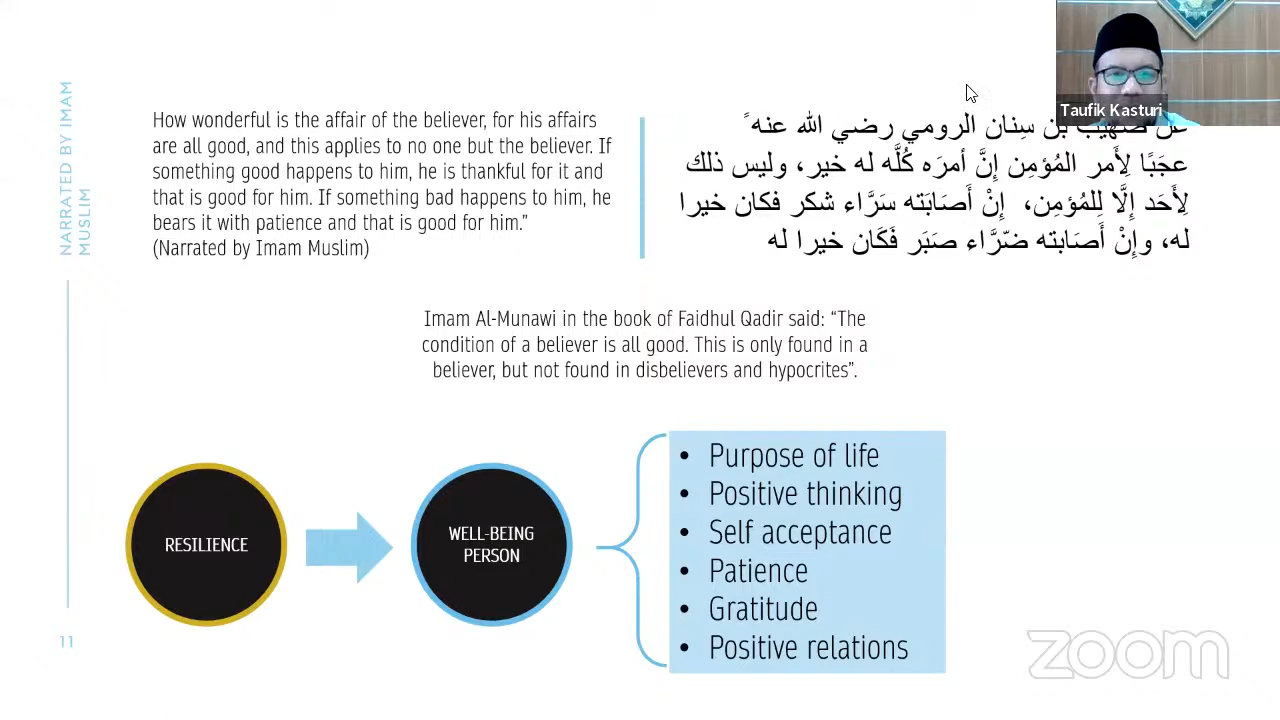 NARRATED BY IMAM
MUSLIM
How wonderful is the affair of the believer, for his affairs
are all good, and this applies to no one but the believer. If
something good happens to him, he is thankful for it and
that is good for him. If something bad happens to him, he
bears it with patience and that is good for him.”
(Narrated by Imam Muslim)
Taufik Kasturi
بن سِنان الرومي رضي الله عنه ً
عجَبًا لِأَمر المُؤمِن إِنَّ أمرَه كُلَّه له خير، وليس ذلك
لِأَحَد إِلَّا لِلمُؤمِن، إِنْ أَصَابَته سَرَّاء شكر فكان خيرا
له، وإِنْ أَصَابته ضّرَّاء صَبَر فَكَان خيرا له
Imam Al-Munawi in the book of Faidhul Qadir said: “The
condition of a believer is all good. This is only found in a
believer, but not found in disbelievers and hypocrites”.
RESILIENCE
WELL-BEING
PERSON
• Purpose of life
• Positive thinking
• Self acceptance
• Patience
• Gratitude
• Positive relations
11
zoom